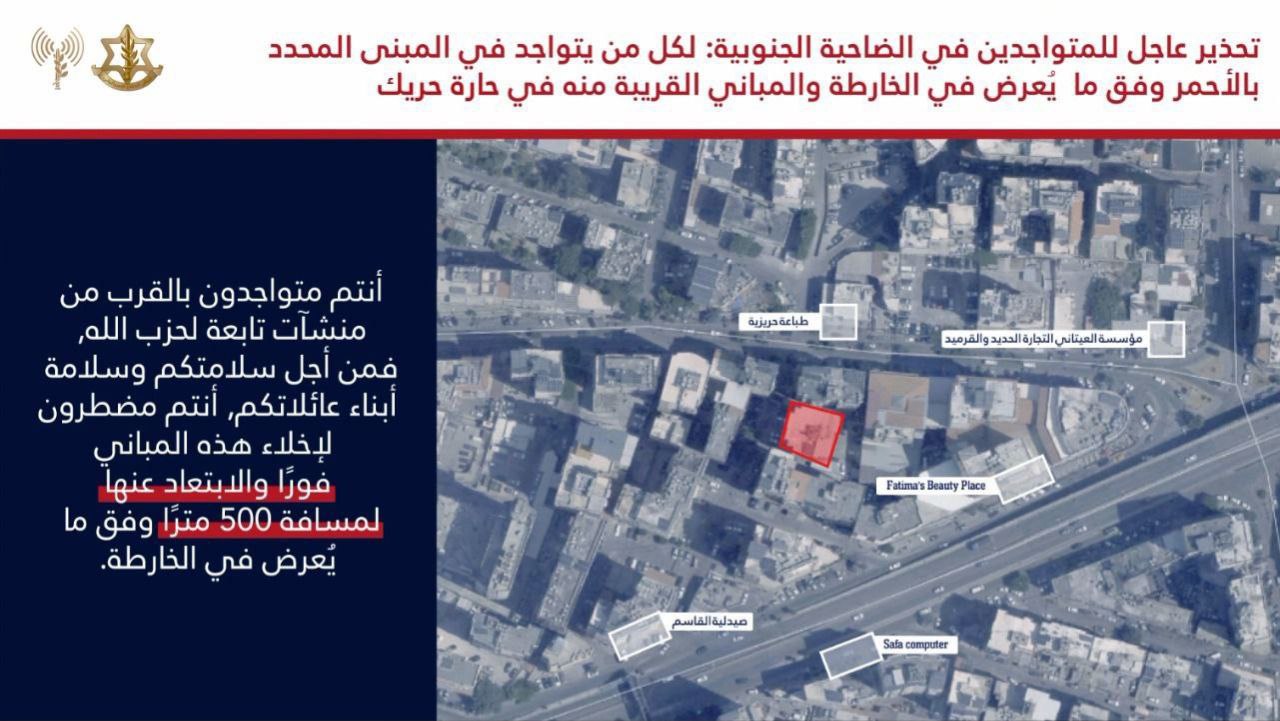 تحذير عاجل للمتواجدين في الضاحية الجنوبية: لكل من يتواجد في المبنى المحدد
بالأحمر وفق ما يُعرض في الخارطة والمباني القريبة منه في حارة حريك
أنتم متواجدون بالقرب من
منشآت تابعة لحزب الله,
فمن أجل سلامتكم وسلامة
أبناء عائلاتكم, أنتم مضطرون
لإخلاء هذه المباني
فورًا والابتعاد عنها
لمسافة 500 مترًا وفق ما
يُعرض في الخارطة.
طباعة حريزية
مؤسسة العيتاني التجارة الحديد والقرميد
Fatima's Beauty Place
صيدلية القاسم
Safa computer